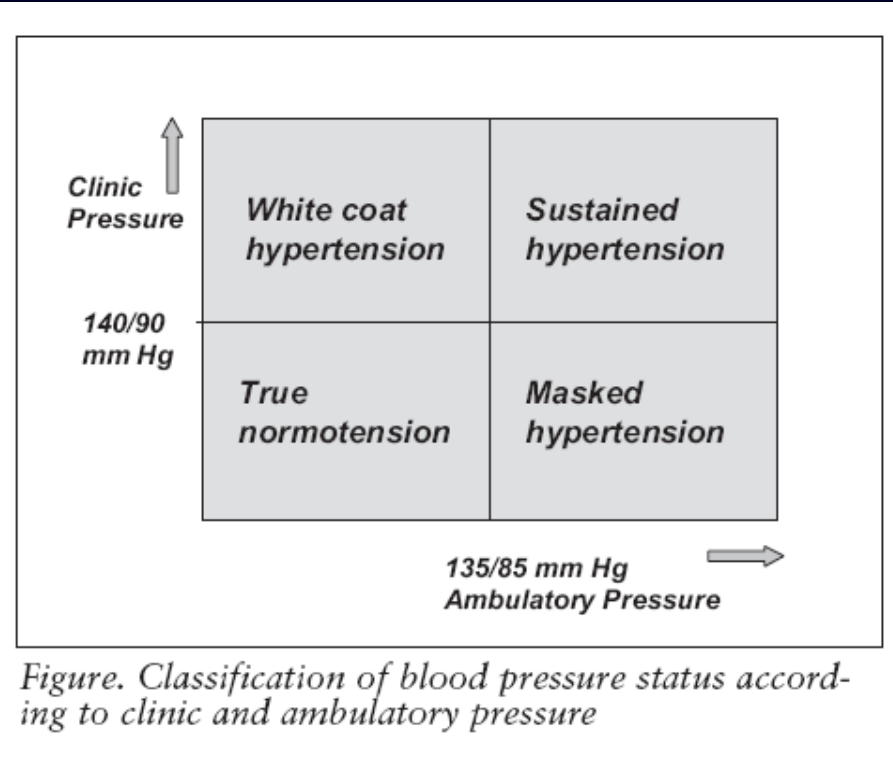 Clinic
Pressure
White coat
hypertension
Sustained
hypertension
140/90
mm Hg
True
normotension
Masked
hypertension
135/85 mm Hg
Ambulatory Pressure
Figure. Classification of blood pressure status accord-
ing to clinic and ambulatory pressure